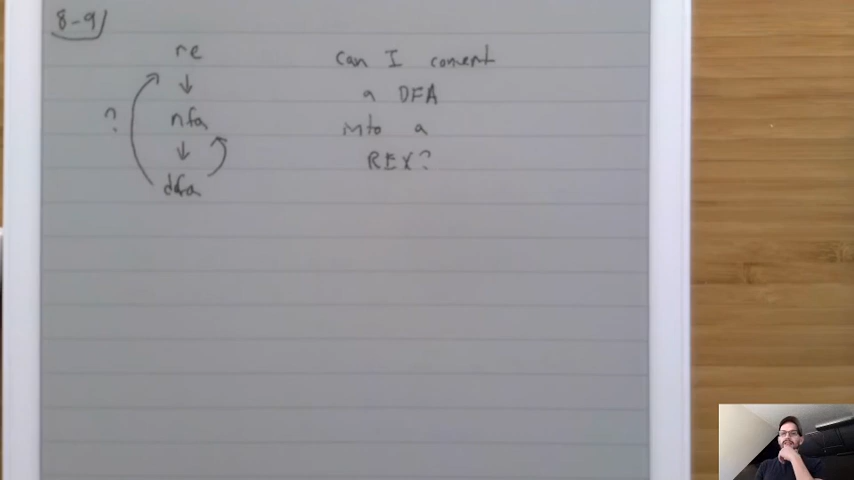 8-9
re
?
nfa
dfa
can I convert
a DFA
into a
REX?